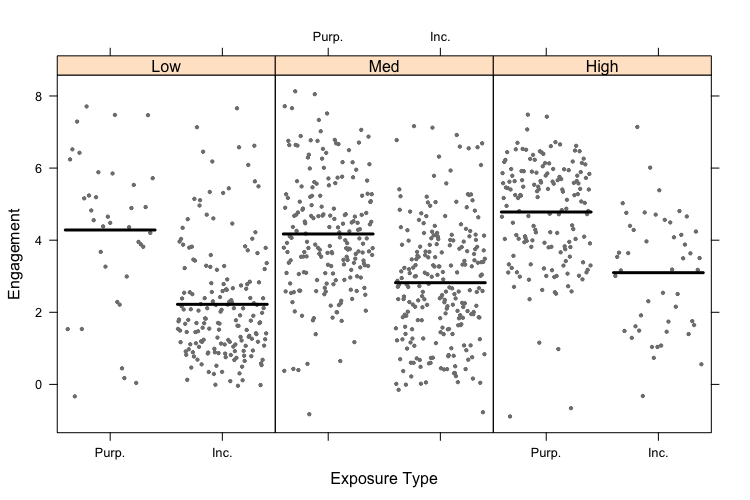 Purp. Inc.
Low Med High
8
6
4
2
0
Engagement
Purp. Inc. Purp. Inc.
Exposure Type